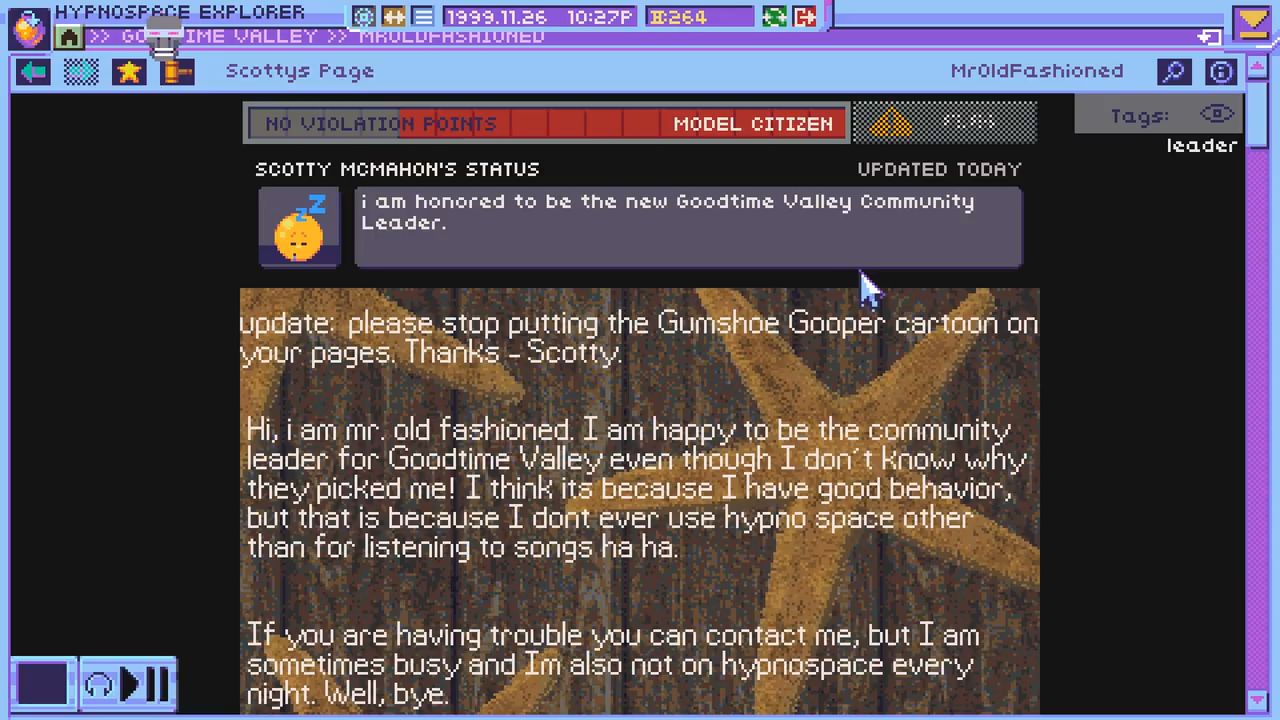 HYPNOSPACE EXPLORER
1999.11.26 10:27P
264
>> GOODTIME VALLEY >> MROLDFASHIONED
Scottys Page
MrOldFashioned
NO VIOLATION POINTS
MODEL CITIZEN
FLAG
Tags:
leader
SCOTTY MCMAHON'S STATUS
UPDATED TODAY
z z
i am honored to be the new Goodtime Valley Community
Leader.
update: please stop putting the Gumshoe Gooper cartoon on
your pages. Thanks - Scotty.
Hi, i am mr. old fashioned. I am happy to be the community
leader for Goodtime Valley even though I don't know why
they picked me! I think its because I have good behavior,
but that is because I dont ever use hypno space other
than for listening to songs ha ha.
If you are having trouble you can contact me, but I am
sometimes busy and Im also not on hypnospace every
night. Well, bye.